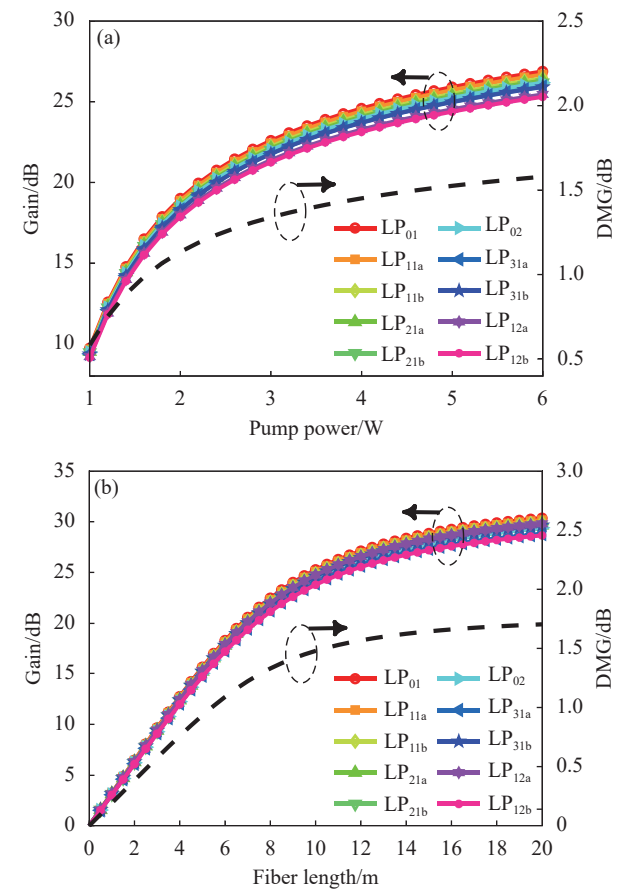 (a)
30
25
20
15
10
Gain/dB
2.5
2.0
1.5
1.0
0.5
DMG/dB
LP01 LP02
LP11a LP31a
LP11b LP31b
LP21a LP12a
LP21b LP12b
1 2 3 4 5 6
Pump power/W
(b)
35
30
25
20
15
10
5
0
Gain/dB
3.0
2.5
2.0
1.5
1.0
0.5
0
DMG/dB
LP01 LP02
LP11a LP31a
LP11b LP31b
LP21a LP12a
LP21b LP12b
0 2 4 6 8 10 12 14 16 18 20
Fiber length/m